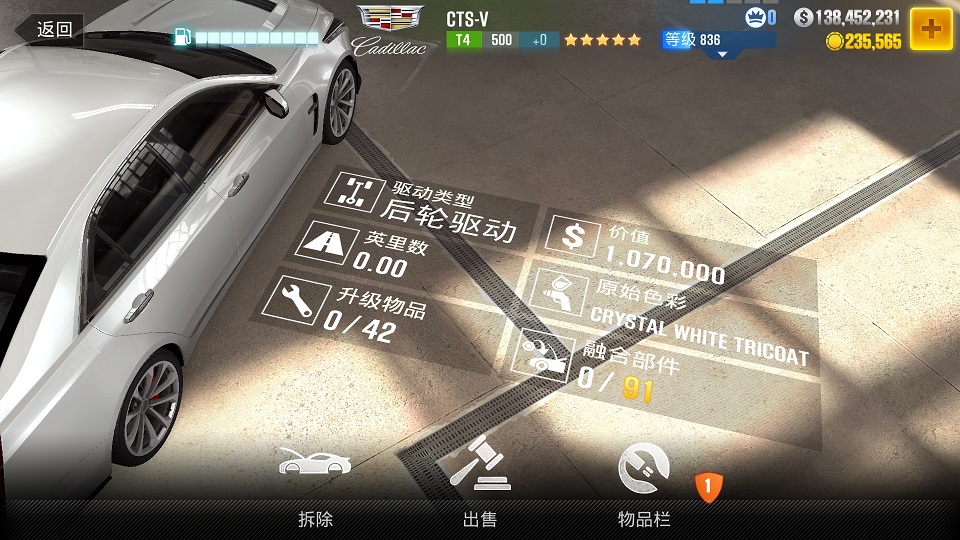 返回
Cadillac
CTS-V
T4 500 +0
等级 836
0
138,452,231
235,565
驱动类型
后轮驱动
英里数
0.00
升级物品
0/42
价值
1,070,000
原始色彩
CRYSTAL WHITE TRICOAT
融合部件
0/91
1
拆除
出售
物品栏